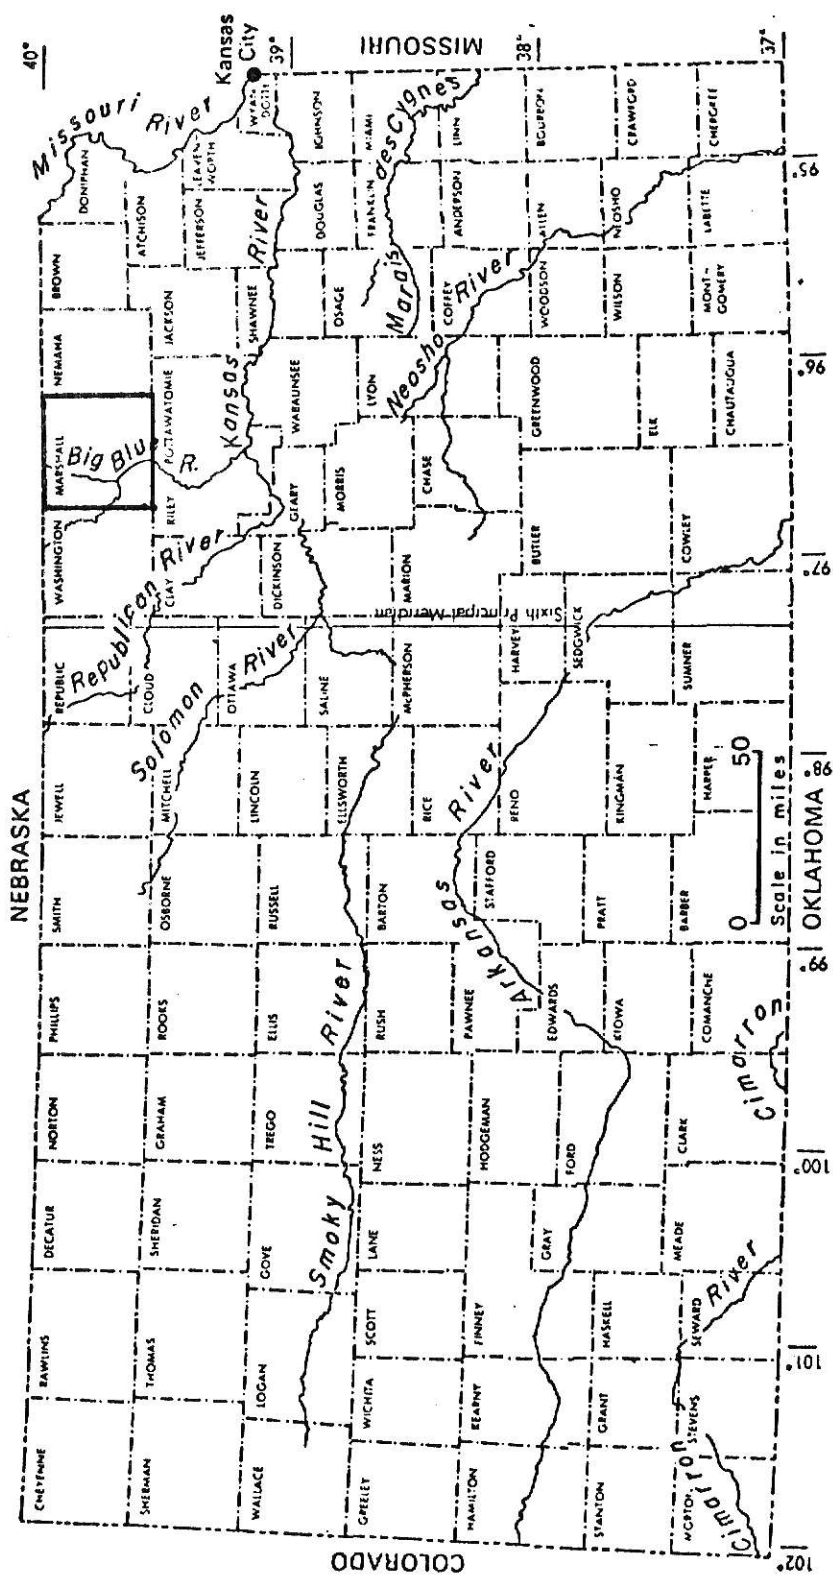 NEBRASKA
COLORADO
MISSOURI
OKLAHOMA
40°
39°
38°
37°
102°
101°
100°
99°
98°
97°
96°
95°
Kansas
City
CHEYENNE
RAWLINS
DECATUR
NORTON
PHILLIPS
SMITH
JEWELL
REPUBLIC
WASHINGTON
MARSHALL
NEMAHA
BROWN
DONIPHAN
SHERMAN
THOMAS
SHERIDAN
GRAHAM
ROOKS
OSBORNE
MITCHELL
CLOUD
CLAY
RILEY
POTTAWATOMIE
JACKSON
ATCHISON
JEFFERSON
LEAVEN-
WORTH
WYAN-
DOTTE
WALLACE
LOGAN
GOVE
TREGO
ELLIS
RUSSELL
LINCOLN
OTTAWA
DICKINSON
GEARY
WABAUNSEE
SHAWNEE
DOUGLAS
JOHNSON
GREELEY
WICHITA
SCOTT
LANE
NESS
RUSH
BARTON
ELLSWORTH
SALINE
MORRIS
LYON
OSAGE
FRANKLIN
MIAMI
RICE
McPHERSON
MARION
CHASE
COFFEY
ANDERSON
LINN
HAMILTON
KEARNY
FINNEY
HODGEMAN
PAWNEE
STAFFORD
RENO
HARVEY
BUTLER
GREENWOOD
WOODSON
ALLEN
BOURBON
STANTON
GRANT
HASKELL
GRAY
FORD
EDWARDS
KIOWA
PRATT
KINGMAN
SEDGWICK
ELK
WILSON
NEOSHO
CRAWFORD
MORTON
STEVENS
SEWARD
MEADE
CLARK
COMANCHE
BARBER
HARPER
SUMNER
COWLEY
CHAUTAUQUA
MONT-
GOMERY
LABETTE
CHEROKEE
Missouri River
Big Blue R.
Kansas River
Republican River
Solomon River
Smoky Hill River
Marais des Cygnes
Neosho River
Arkansas River
Cimarron
Cimarron River
Sixth Principal Meridian
0 50
Scale in miles